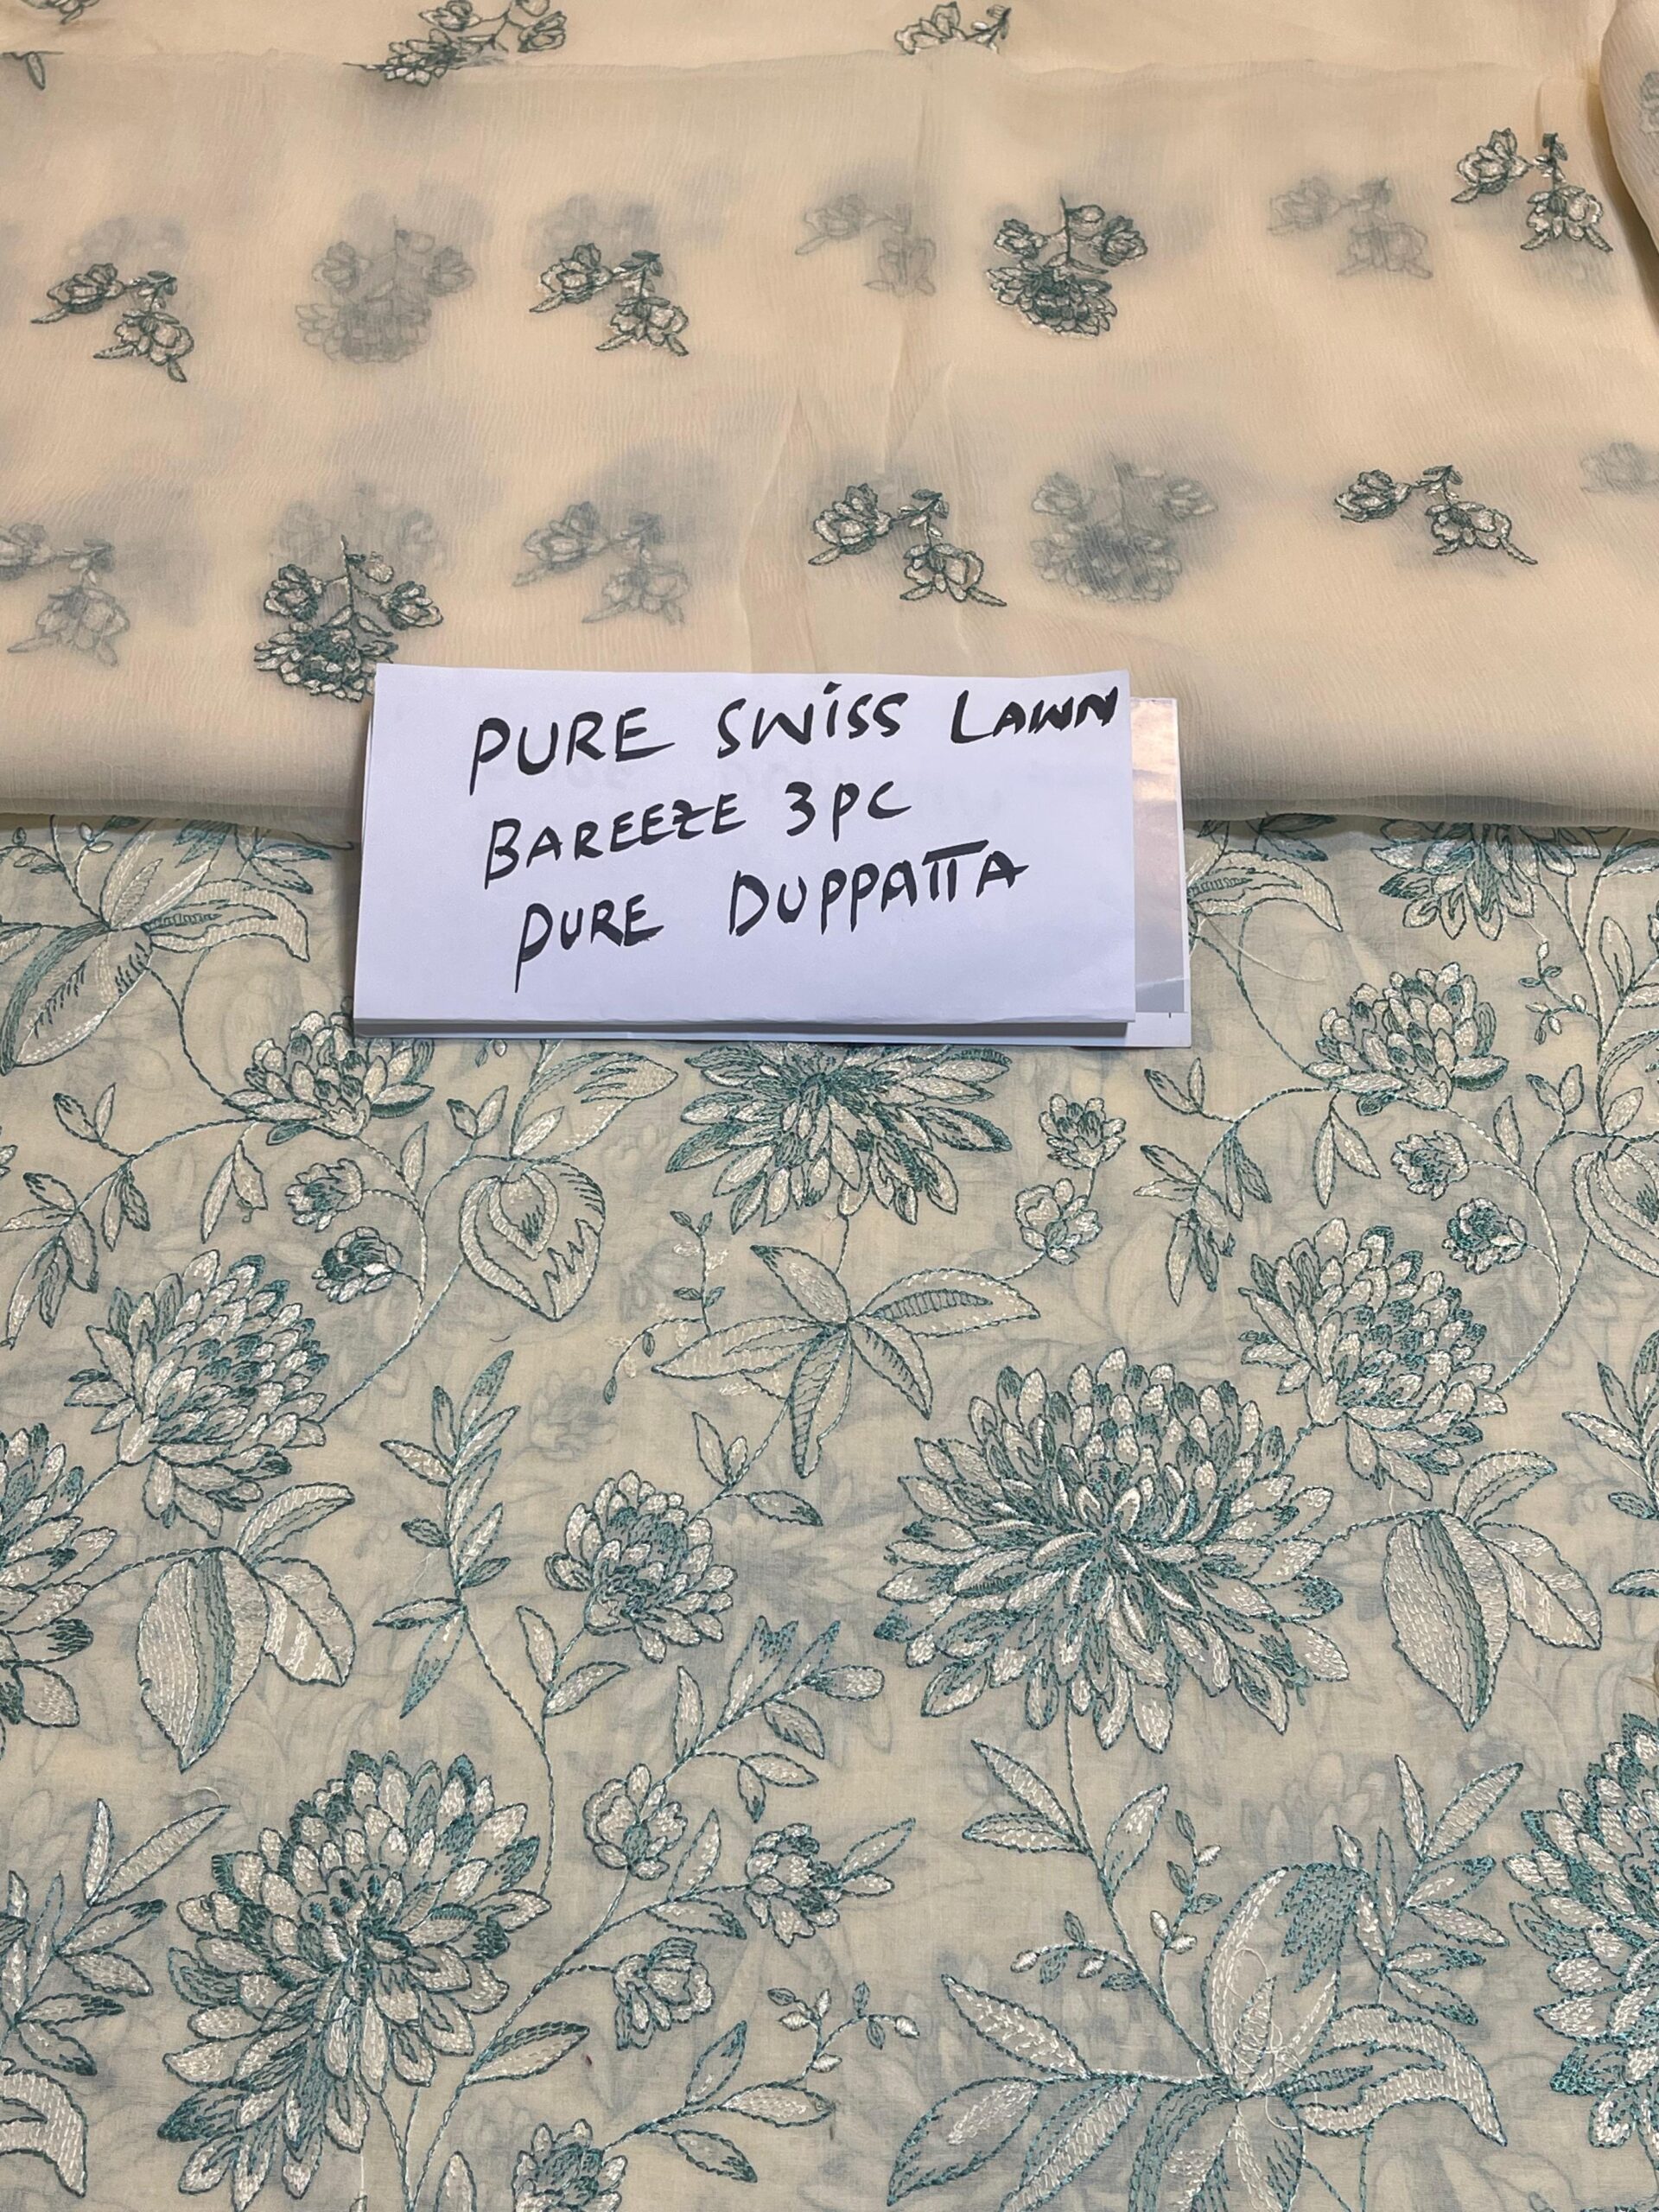 PURE SWiSS LAWN
BAREEZE 3PC
PURE DUPPATTA